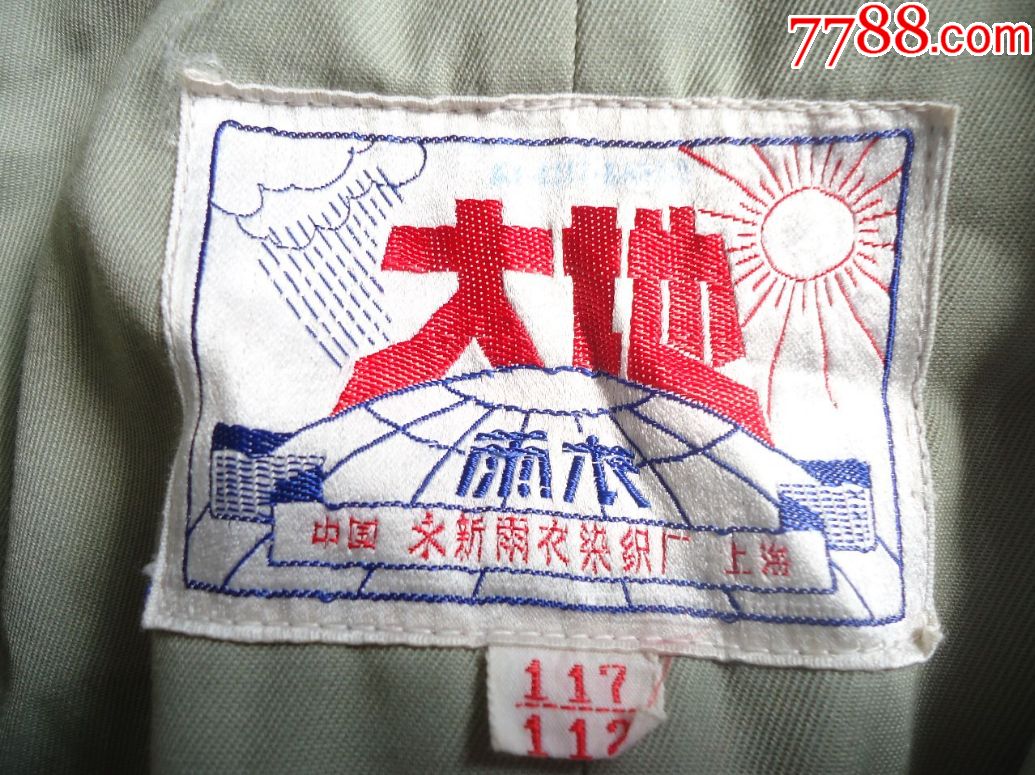 7788.com
大地
雨衣
中国 永新雨衣染织厂 上海
117
112